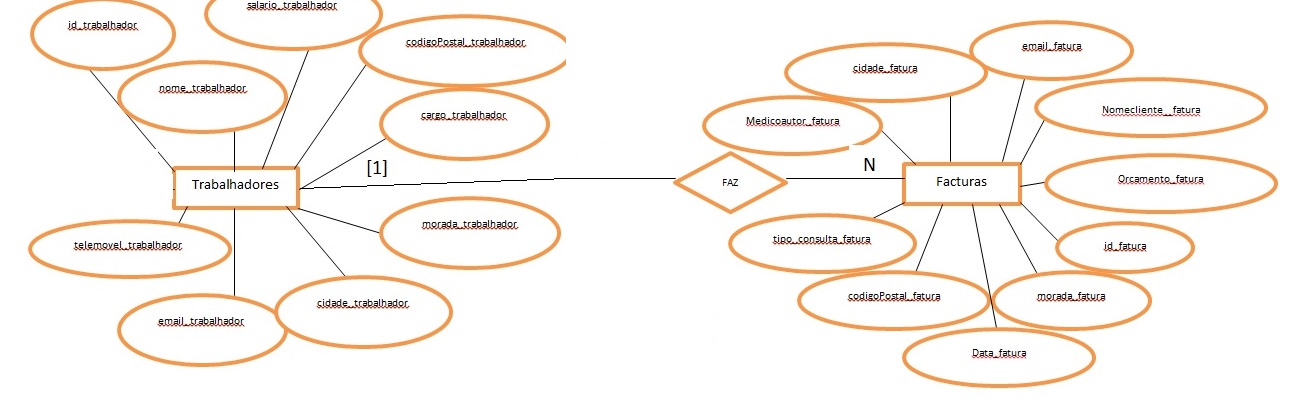 salario_trabalhador
id_trabalhador
codigoPostal_trabalhador
nome_trabalhador
cargo_trabalhador
[1]
Trabalhadores
morada_trabalhador
telemovel_trabalhador
cidade_trabalhador
email_trabalhador
FAZ
N
email_fatura
cidade_fatura
Nomecliente__fatura
Medicoautor_fatura
Facturas
Orcamento_fatura
tipo_consulta_fatura
id_fatura
codigoPostal_fatura
morada_fatura
Data_fatura